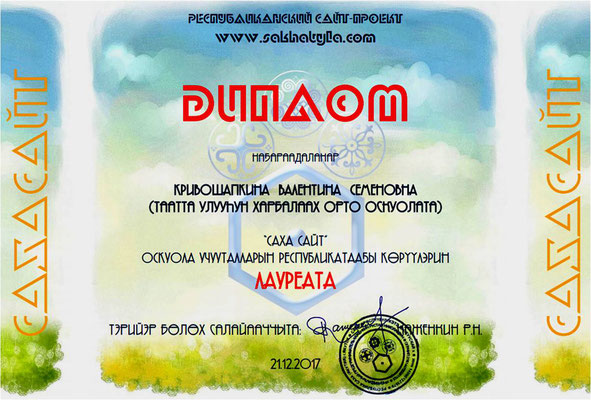 РЕСПУБЛИКАНСКИЙ САЙТ-ПРОЕКТ
www.sakhatyla.com
ДИПЛОМ
НАҔАРААДАЛАНАР
КРИВОШАПКИНА ВАЛЕНТИНА СЕМЕНОВНА
(ТААТТА УЛУУҺУН ХАРБАЛААХ ОРТО ОСКУОЛАТА)
"САХА САЙТ"
ОСКУОЛА УЧУУТАЛЛАРЫН РЕСПУБЛИКАТААҔЫ КӨРҮҮЛЭРИН
ЛАУРЕАТА
ТЭРИЙЭР БӨЛӨХ САЛАЙААЧЧЫТА:
21.12.2017
САХАСАЙТ
САХАСАЙТ